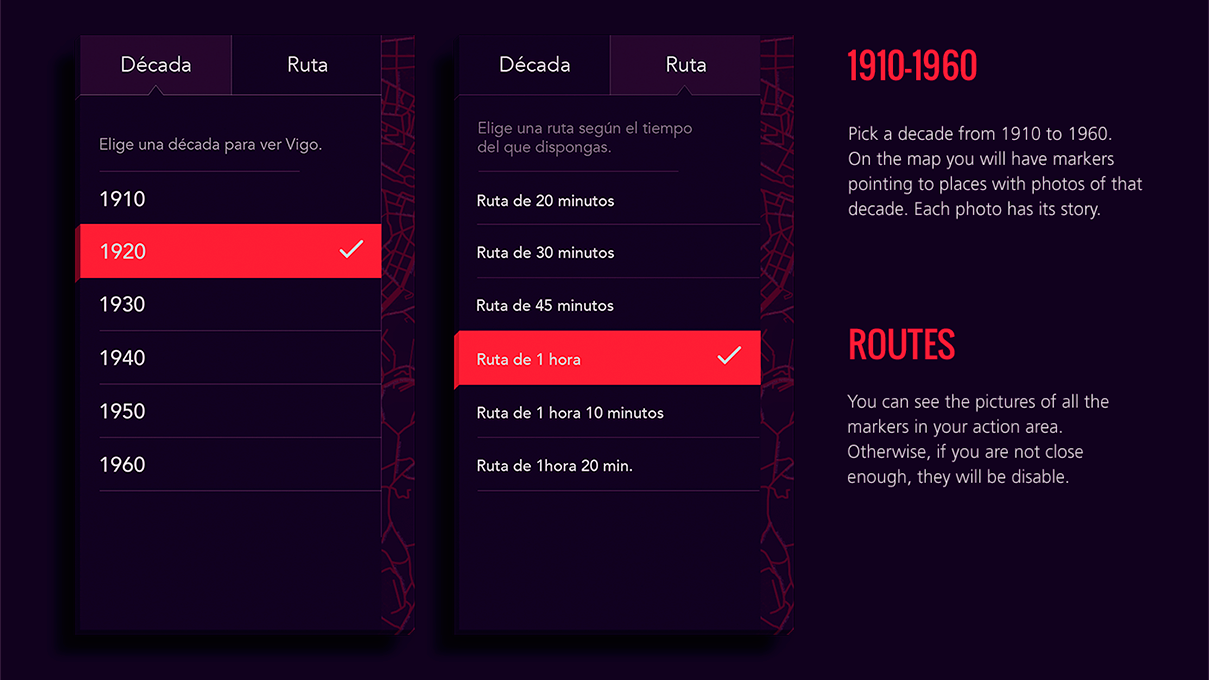 Década
Ruta
Elige una década para ver Vigo.
1910
1920
1930
1940
1950
1960
Década
Ruta
Elige una ruta según el tiempo
del que dispongas.
Ruta de 20 minutos
Ruta de 30 minutos
Ruta de 45 minutos
Ruta de 1 hora
Ruta de 1 hora 10 minutos
Ruta de 1hora 20 min.
1910-1960
Pick a decade from 1910 to 1960.
On the map you will have markers
pointing to places with photos of that
decade. Each photo has its story.
ROUTES
You can see the pictures of all the
markers in your action area.
Otherwise, if you are not close
enough, they will be disable.